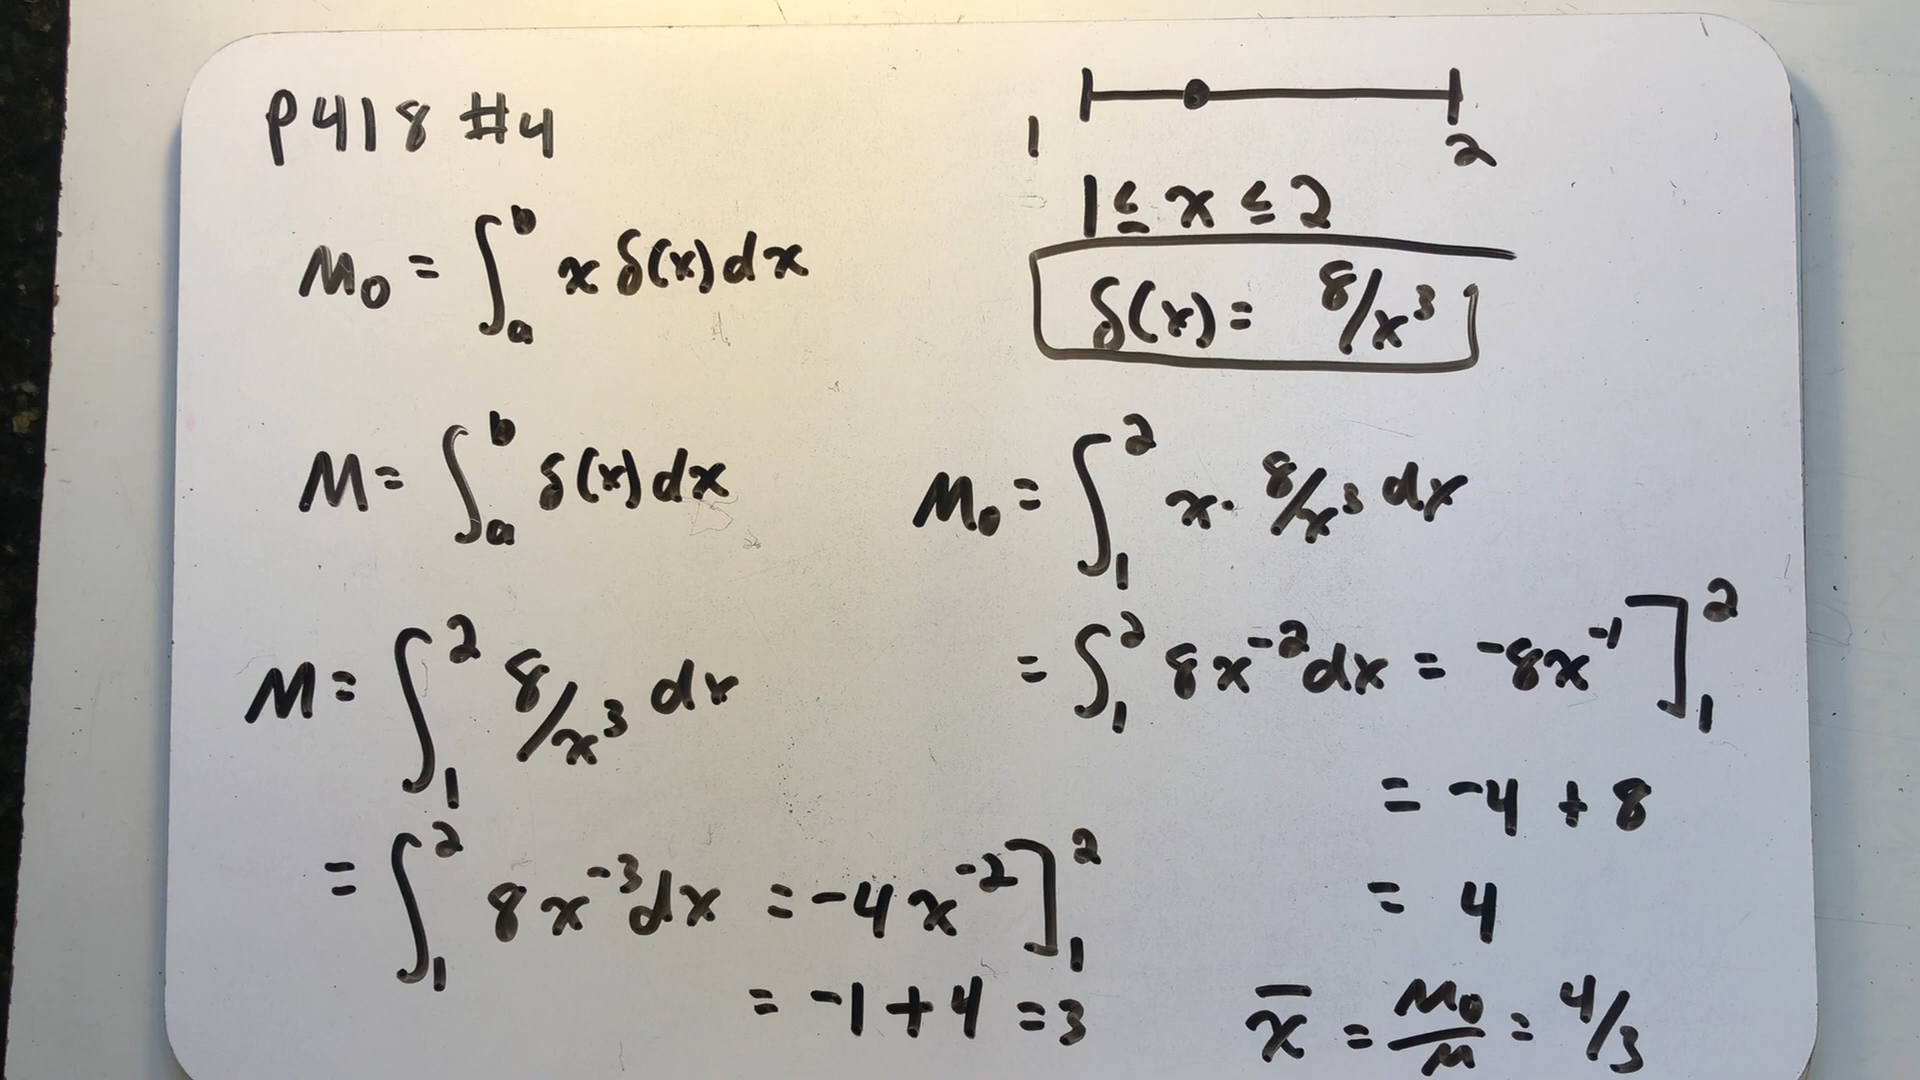 P418 #4
1 2
1 ≤ x ≤ 2
M₀ = ∫ₐᵇ x δ(x) dx
δ(x) = 8/x³
M = ∫ₐᵇ δ(x) dx
M₀ = ∫₁² x · 8/x³ dx
= ∫₁² 8x⁻² dx = -8x⁻¹ ]₁²
= -4 + 8
= 4
M = ∫₁² 8/x³ dx
= ∫₁² 8x⁻³ dx = -4x⁻² ]₁²
= -1 + 4 = 3
x̄ = M₀/M = 4/3